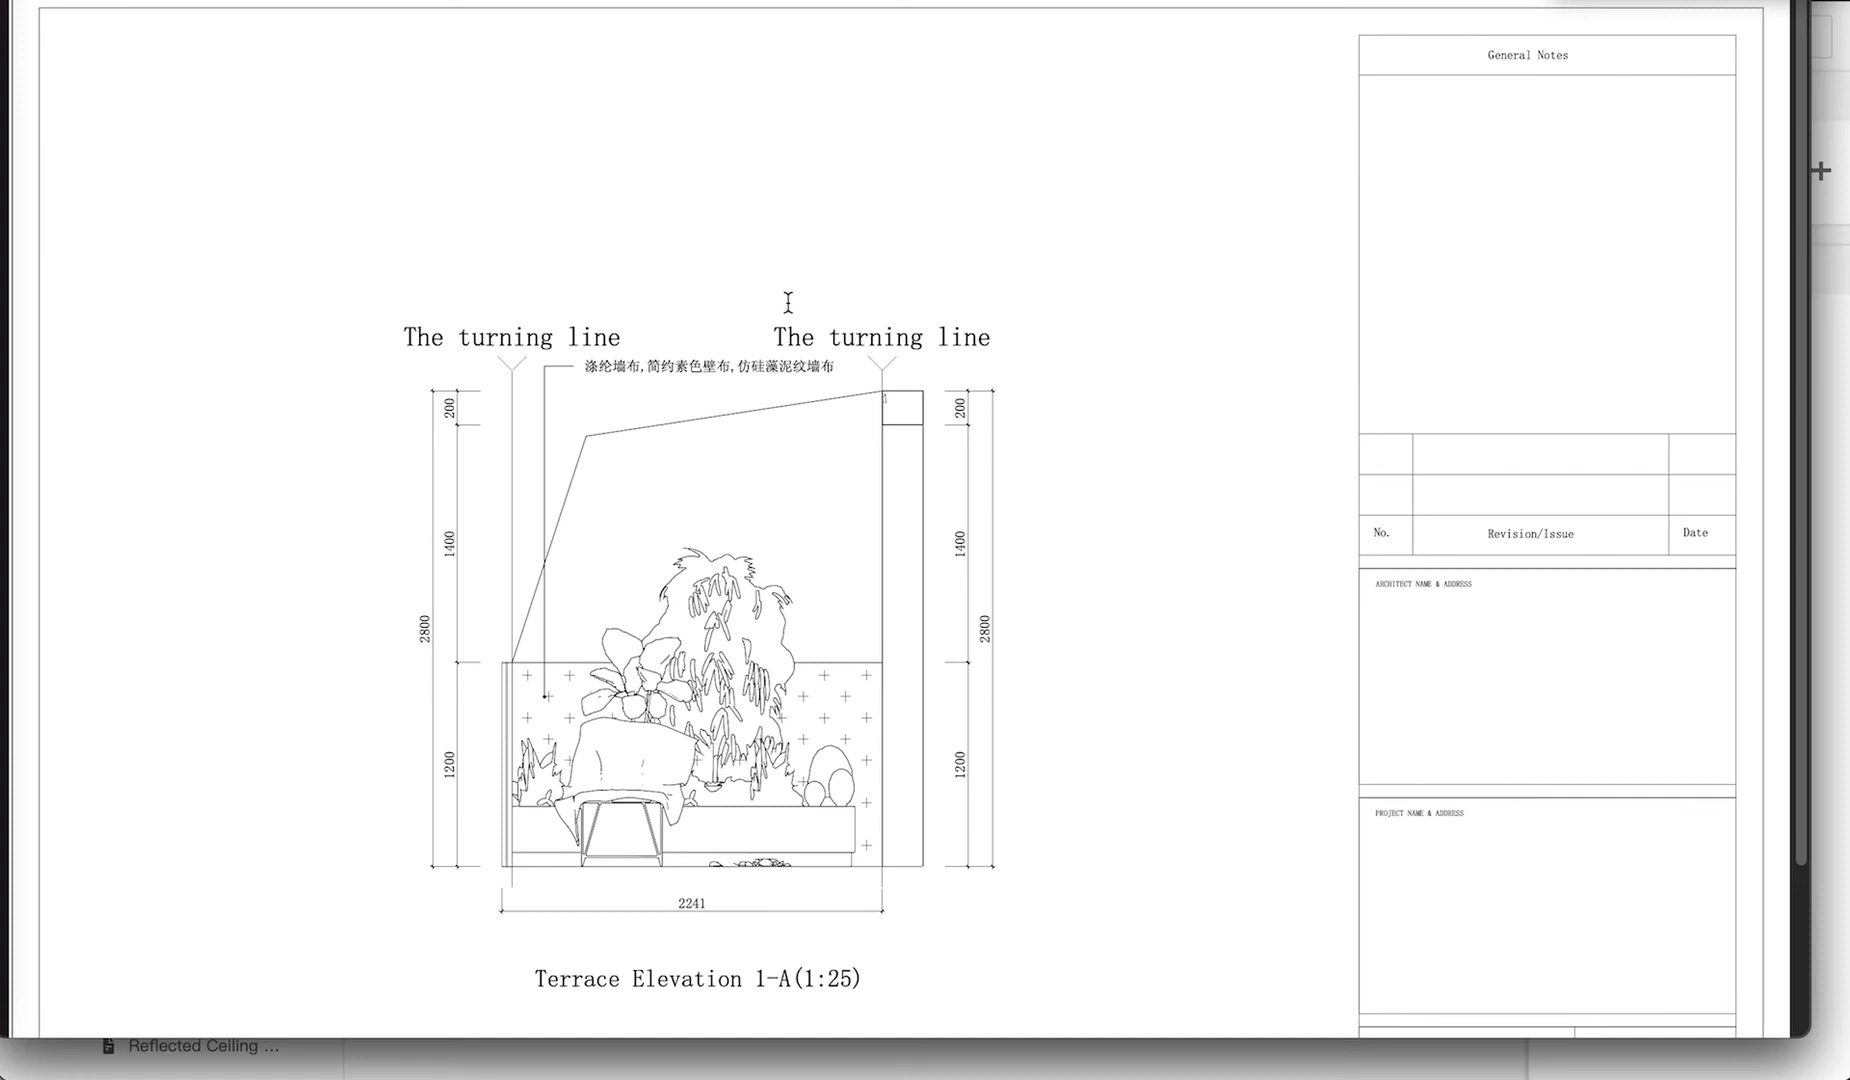 General Notes
The turning line
The turning line
涤纶墙布,简约素色壁布,仿硅藻泥纹墙布
200
1400
2800
1200
200
1400
2800
1200
2241
Terrace Elevation 1-A(1:25)
No.
Revision/Issue
Date
ARCHITECT NAME & ADDRESS
PROJECT NAME & ADDRESS
Reflected Ceiling ...